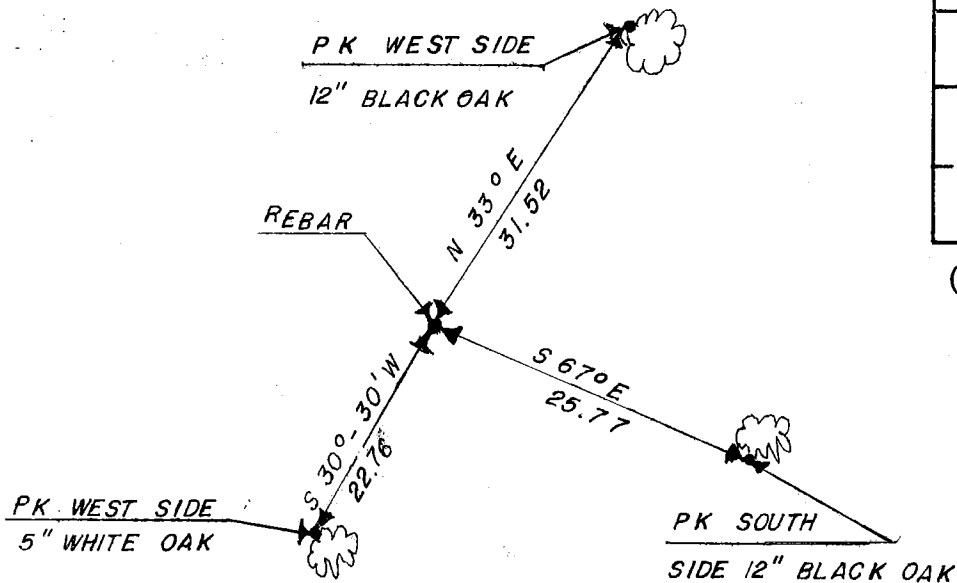 PK WEST SIDE
12" BLACK OAK
N 33° E
31.52
REBAR
S 67° E
25.77
S 30°-30' W
22.76
PK WEST SIDE
5" WHITE OAK
PK SOUTH
SIDE 12" BLACK OAK
(